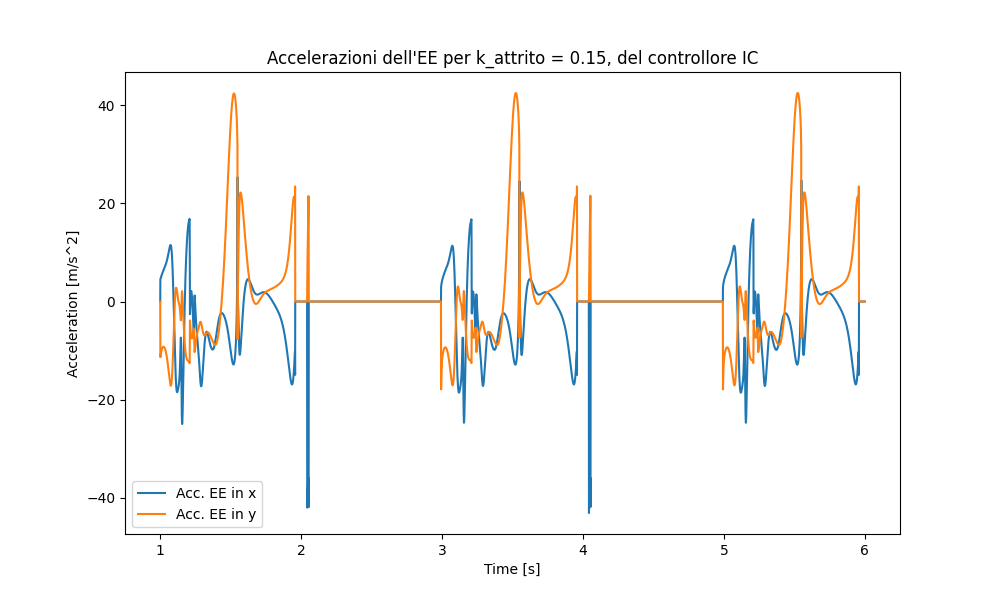 Accelerazioni dell'EE per k_attrito = 0.15, del controllore IC
Acceleration [m/s^2]
40
20
0
−20
−40
Acc. EE in x
Acc. EE in y
1 2 3 4 5 6
Time [s]